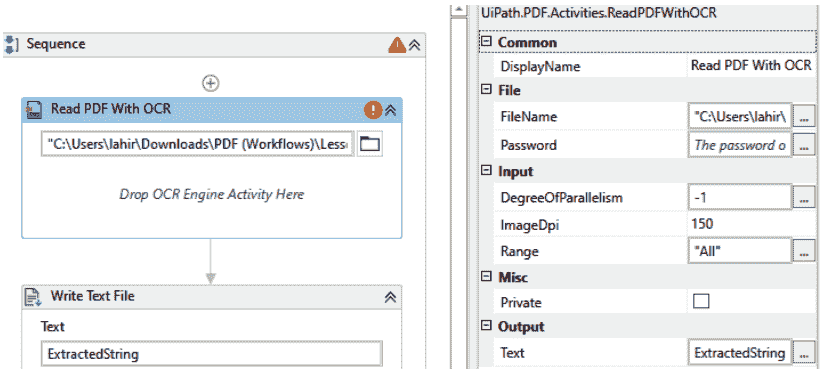 Sequence
Read PDF With OCR
"C:\Users\lahir\Downloads\PDF (Workflows)\Less
Drop OCR Engine Activity Here
Write Text File
Text
ExtractedString
UiPath.PDF.Activities.ReadPDFWithOCR
Common
DisplayName Read PDF With OCR
File
FileName "C:\Users\lahir\ ...
Password The password o ...
Input
DegreeOfParallelism -1 ...
ImageDpi 150
Range "All" ...
Misc
Private
Output
Text ExtractedString ...